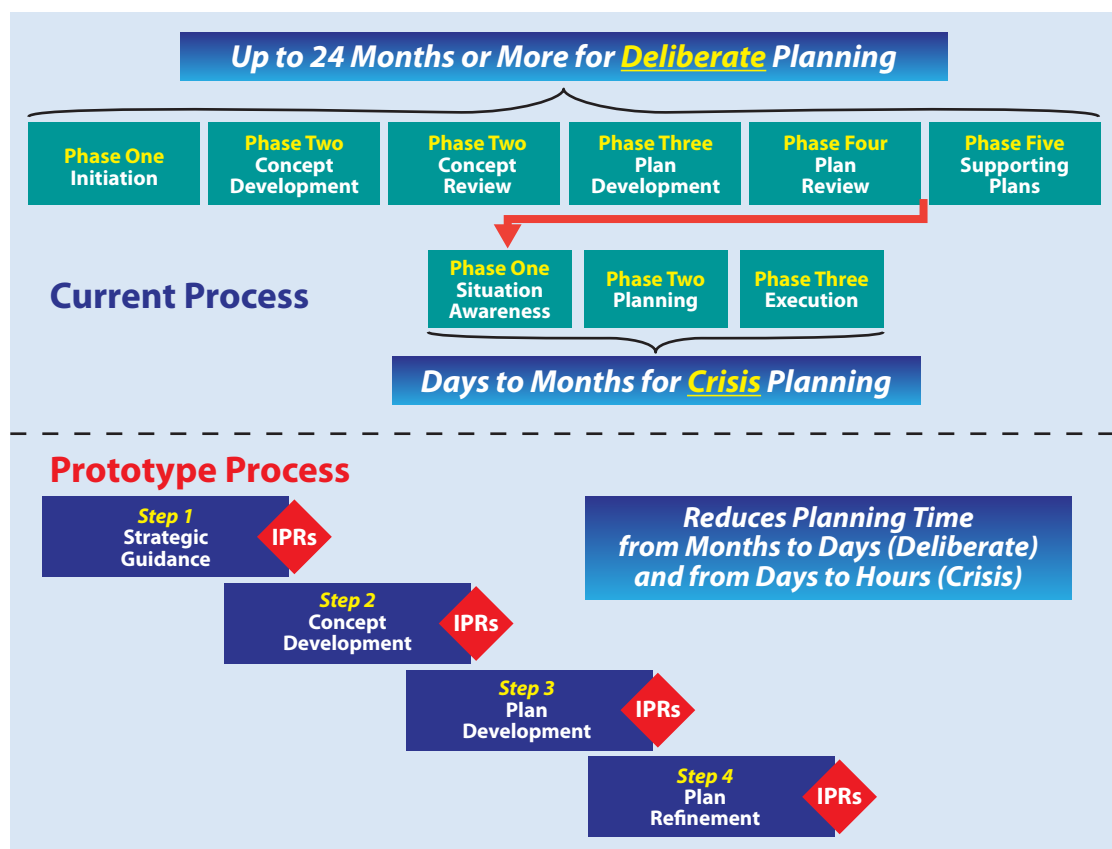 Up to 24 Months or More for Deliberate Planning
Phase One
Initiation
Phase Two
Concept
Development
Phase Two
Concept
Review
Phase Three
Plan
Development
Phase Four
Plan
Review
Phase Five
Supporting
Plans
Current Process
Phase One
Situation
Awareness
Phase Two
Planning
Phase Three
Execution
Days to Months for Crisis Planning
Prototype Process
Step 1
Strategic
Guidance
IPRs
Reduces Planning Time
from Months to Days (Deliberate)
and from Days to Hours (Crisis)
Step 2
Concept
Development
IPRs
Step 3
Plan
Development
IPRs
Step 4
Plan
Refinement
IPRs